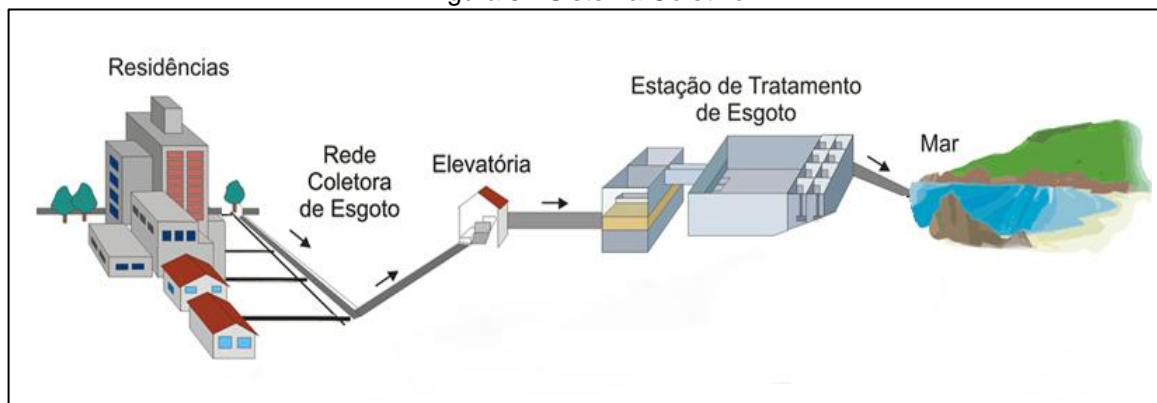 Residências
Rede
Coletora
de Esgoto
Elevatória
Estação de Tratamento
de Esgoto
Mar